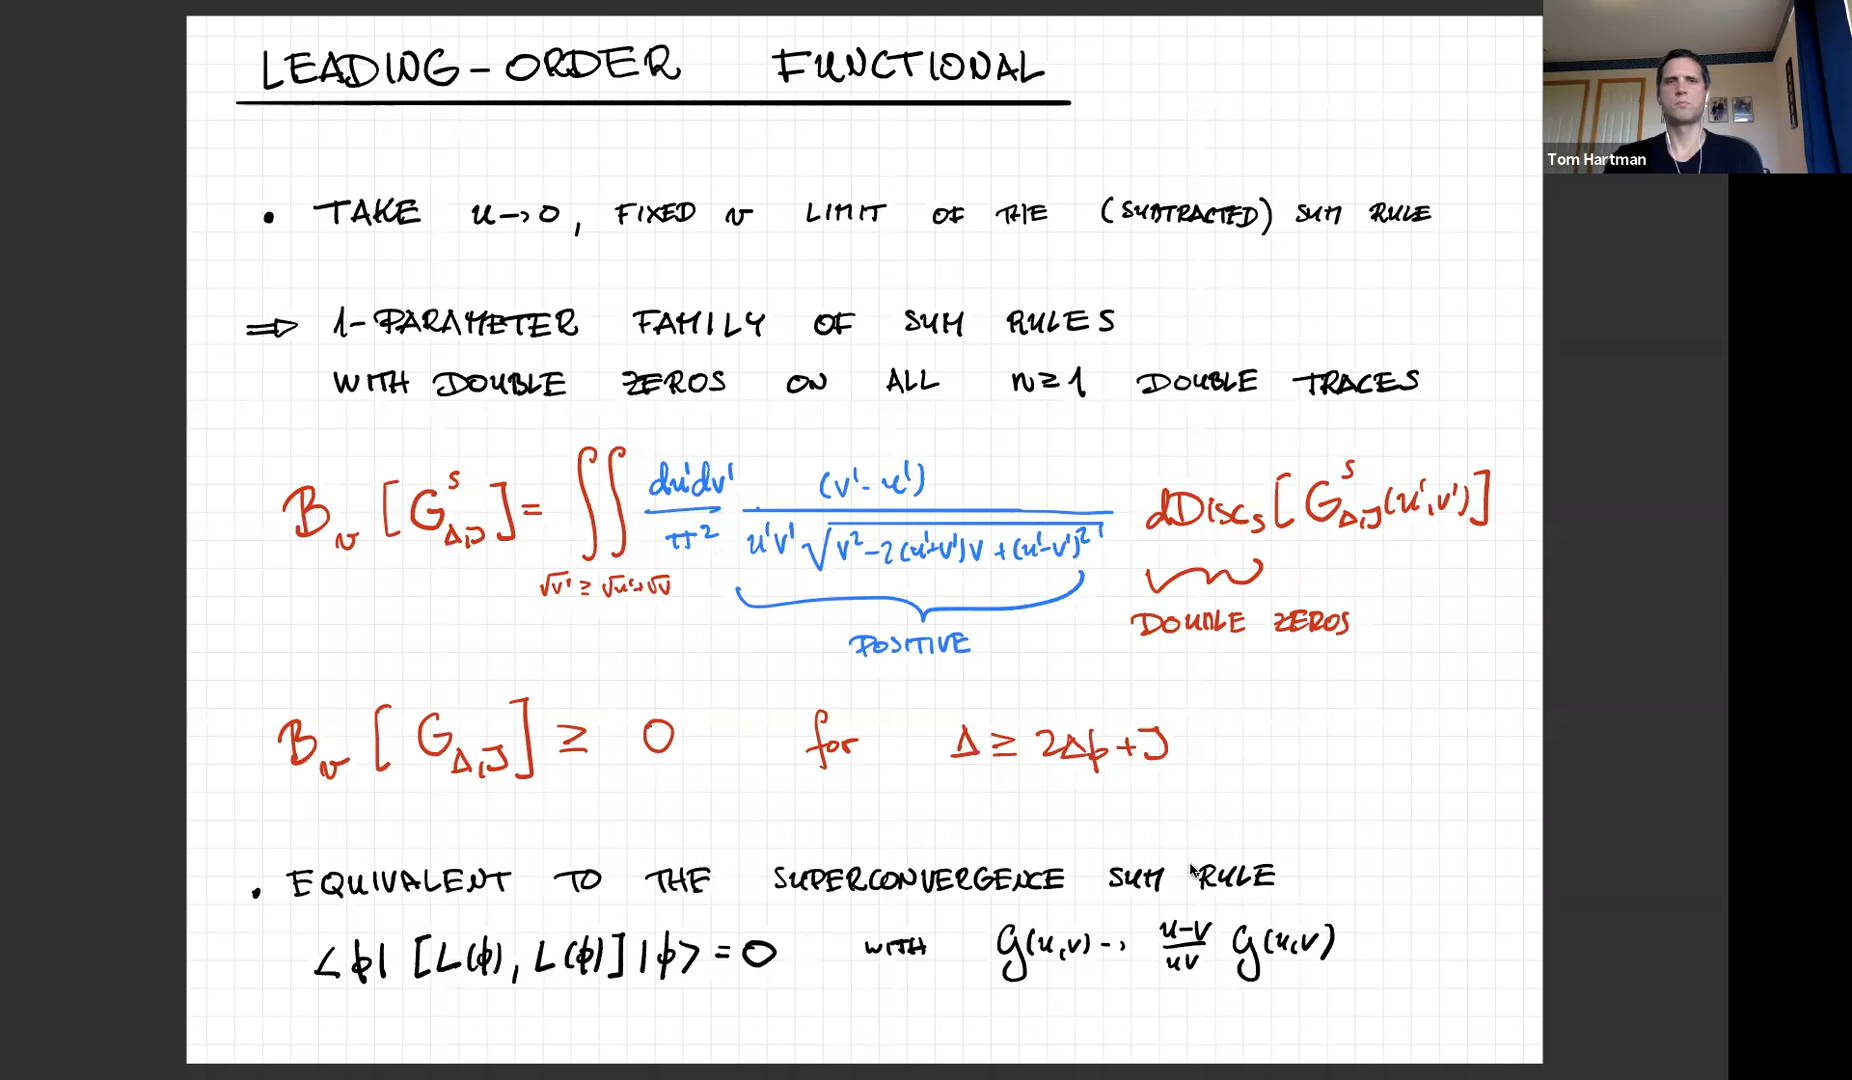 LEADING-ORDER FUNCTIONAL
Tom Hartman
• TAKE u→0, FIXED v LIMIT OF THE (SUBTRACTED) SUM RULE
⇒ 1-PARAMETER FAMILY OF SUM RULES
WITH DOUBLE ZEROS ON ALL n≥1 DOUBLE TRACES
B_v [G^s_{Δ,J}] = ∬_{√v' ≥ √u'+√v} du'dv'/π² (v'-u')/(u'v'√(v²-2(u'+v')v+(u'-v')²)) dDisc_s[G^s_{Δ,J}(u',v')]
POSITIVE
DOUBLE ZEROS
B_v [G_{Δ,J}] ≥ 0 for Δ ≥ 2Δϕ+J
• EQUIVALENT TO THE SUPERCONVERGENCE SUM RULE
<ϕ| [L(ϕ), L(ϕ)] |ϕ> = 0 WITH G(u,v) → (u-v)/(uv) G(u,v)